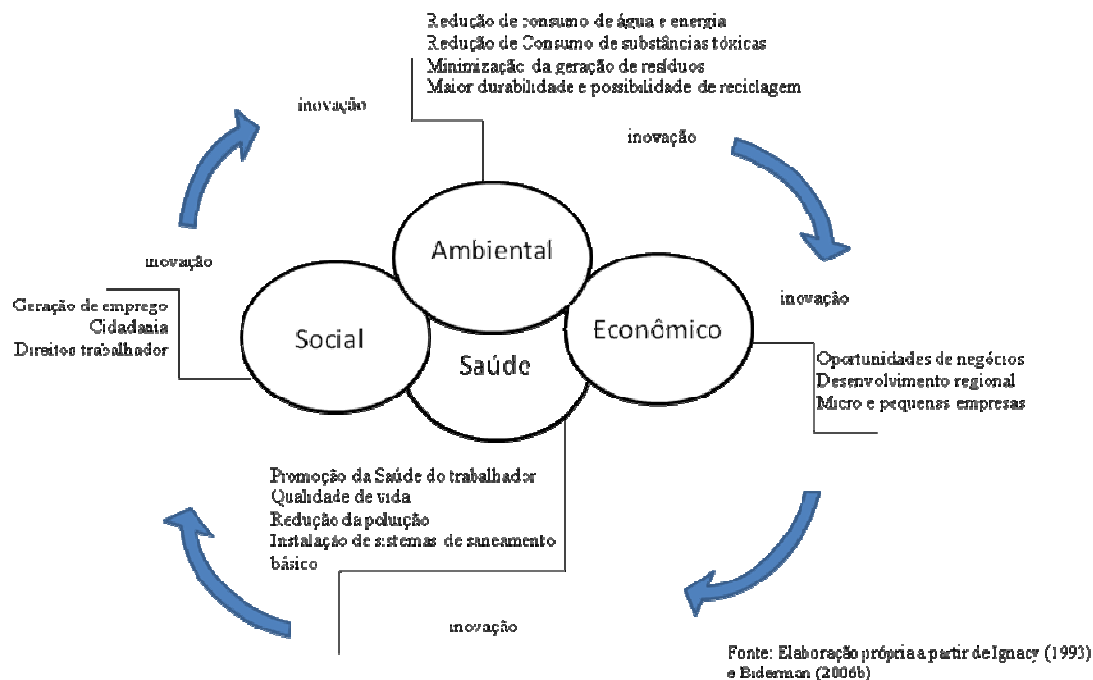 Redução de consumo de água e energia
Redução de Consumo de substâncias tóxicas
Minimização da geração de resíduos
Maior durabilidade e possibilidade de reciclagem
inovação
inovação
Ambiental
inovação
inovação
Geração de emprego
Cidadania
Direitos trabalhador
Social
Saúde
Econômico
Oportunidades de negócios
Desenvolvimento regional
Micro e pequenas empresas
Promoção da Saúde do trabalhador
Qualidade de vida
Redução da poluição
Instalação de sistemas de saneamento
básico
inovação
Fonte: Elaboração própria a partir de Ignacy (1993)
e Biderman (2006b)